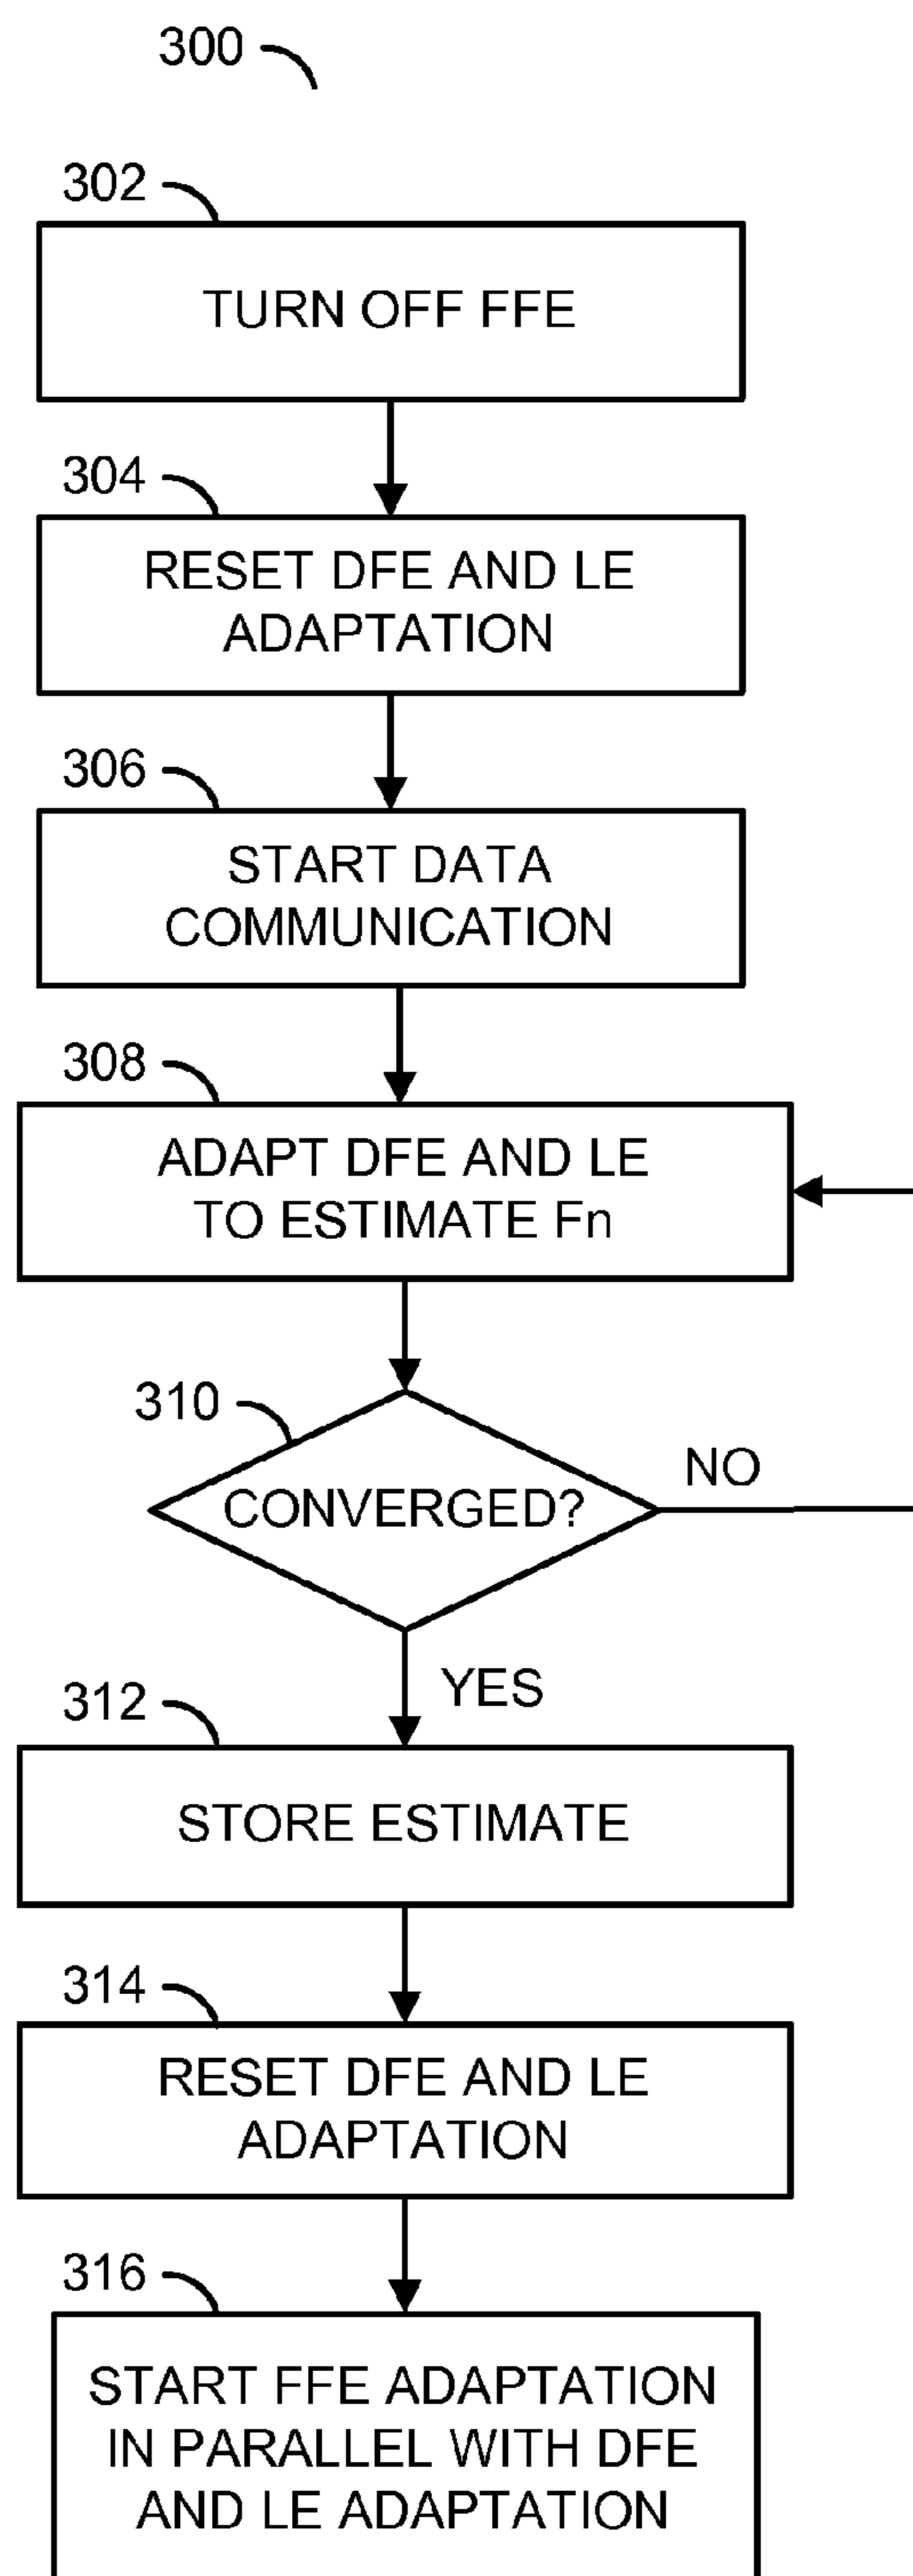 300
302
TURN OFF FFE
304
RESET DFE AND LE
ADAPTATION
306
START DATA
COMMUNICATION
308
ADAPT DFE AND LE
TO ESTIMATE Fn
310
CONVERGED?
NO
YES
312
STORE ESTIMATE
314
RESET DFE AND LE
ADAPTATION
316
START FFE ADAPTATION
IN PARALLEL WITH DFE
AND LE ADAPTATION